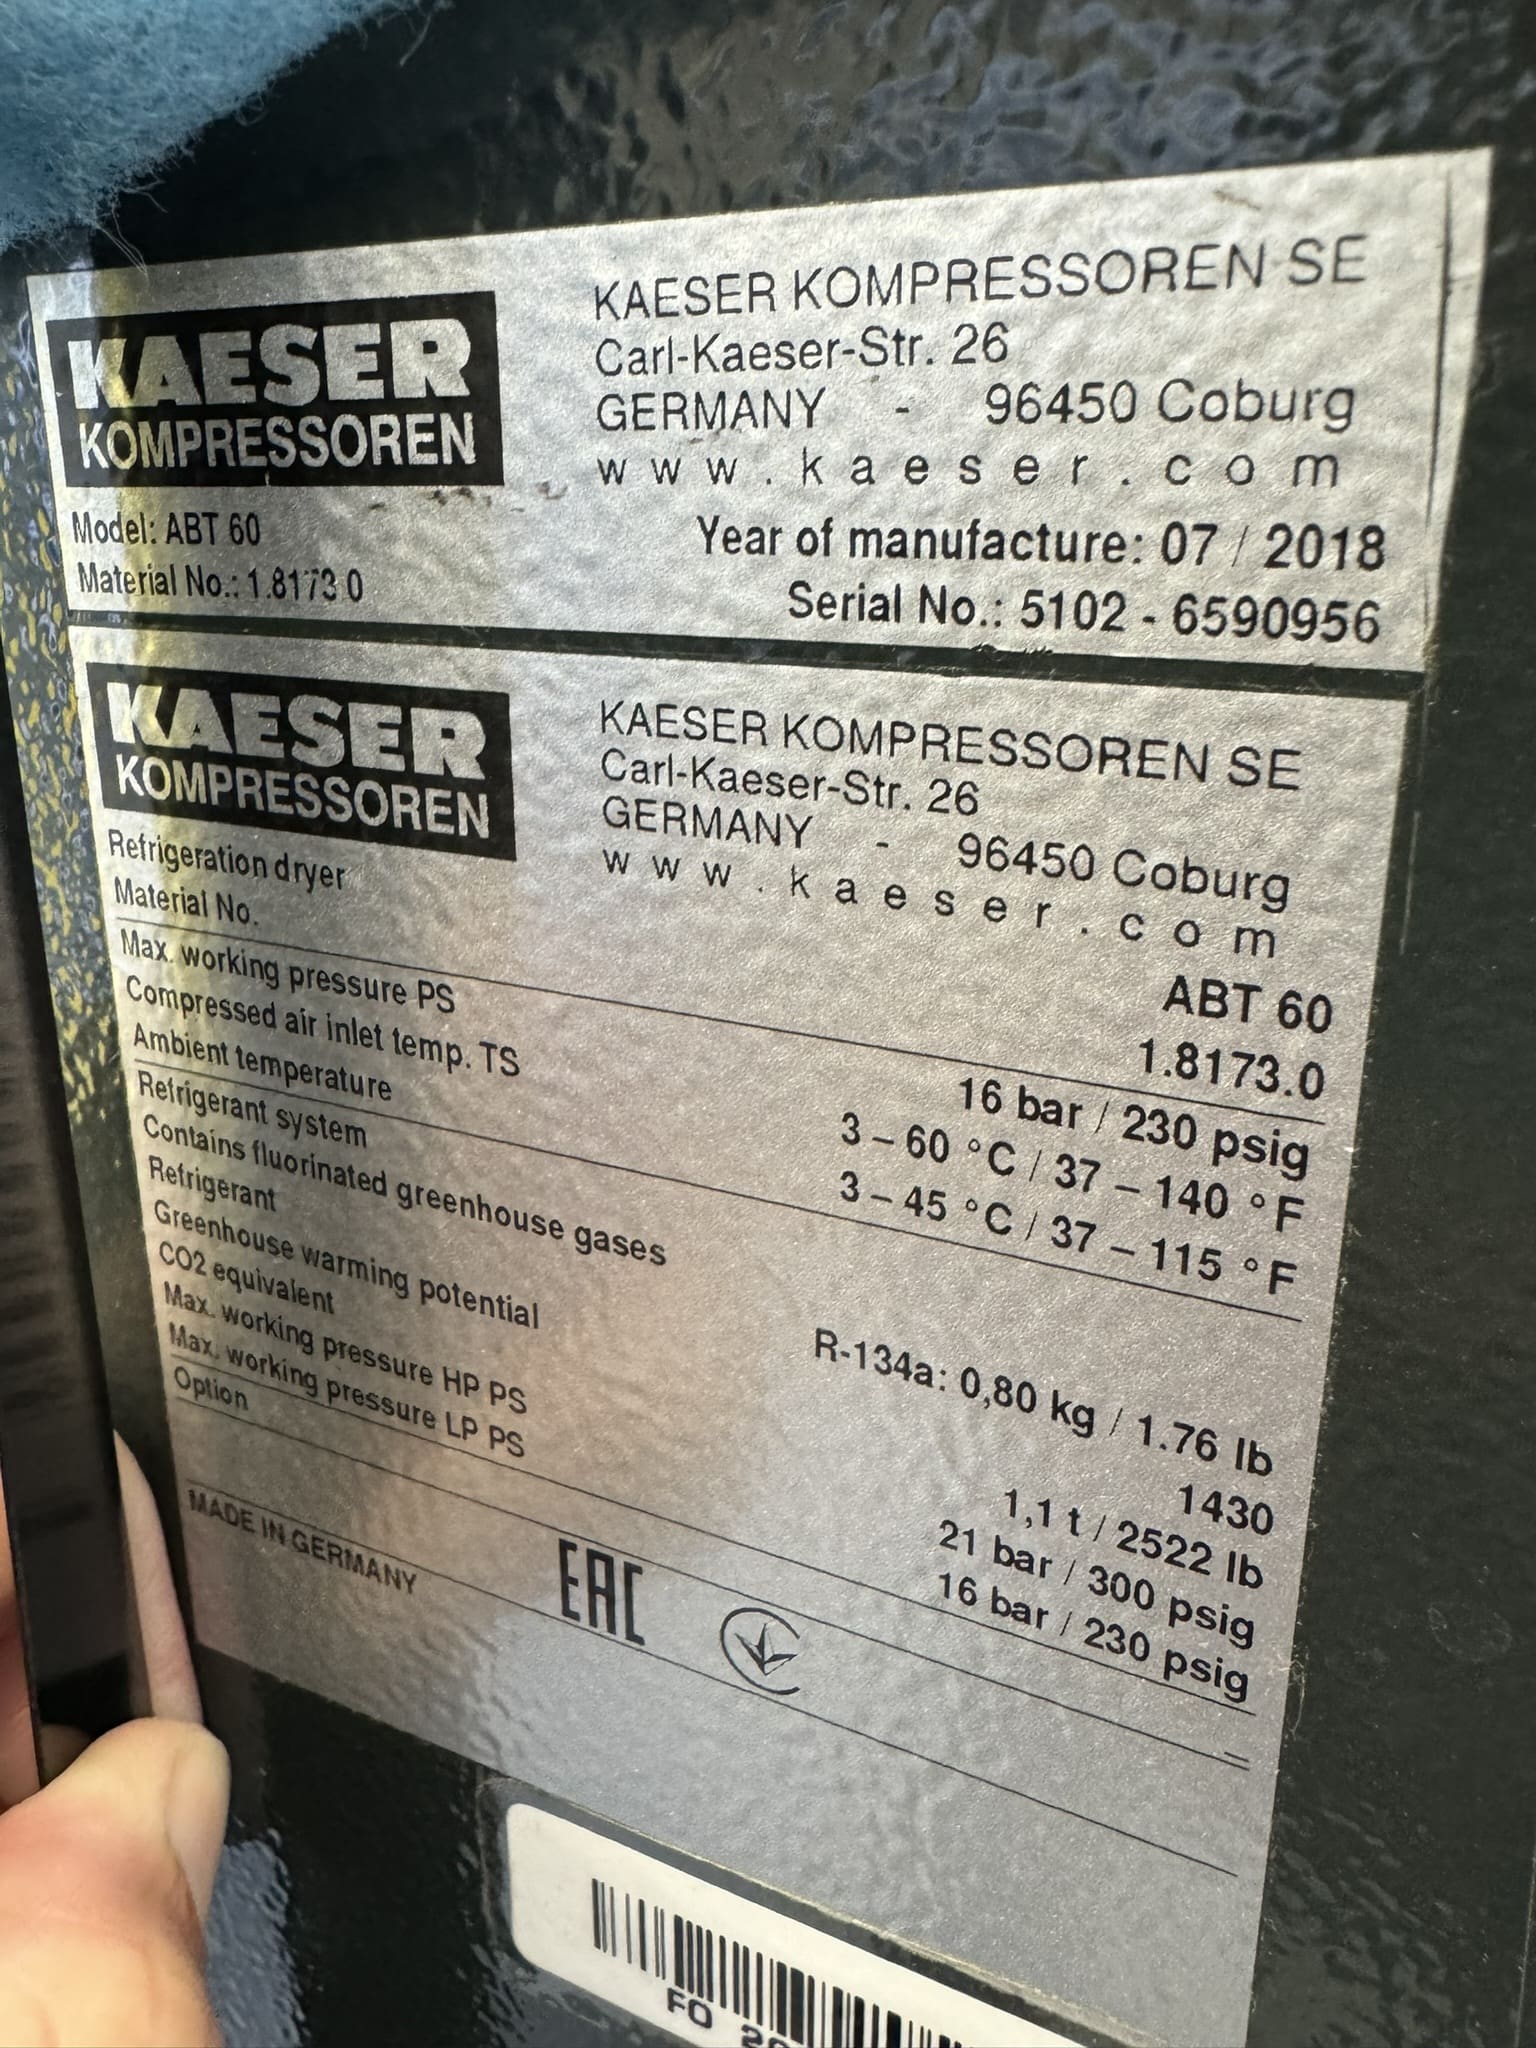 KAESER
KOMPRESSOREN
KAESER KOMPRESSOREN SE
Carl-Kaeser-Str. 26
GERMANY - 96450 Coburg
www.kaeser.com
Model: ABT 60
Material No.: 1.8173.0
Year of manufacture: 07 / 2018
Serial No.: 5102 - 6590956
KAESER
KOMPRESSOREN
KAESER KOMPRESSOREN SE
Carl-Kaeser-Str. 26
GERMANY - 96450 Coburg
www.kaeser.com
Refrigeration dryer ABT 60
Material No. 1.8173.0
Max. working pressure PS 16 bar / 230 psig
Compressed air inlet temp. TS 3 – 60 °C / 37 – 140 °F
Ambient temperature 3 – 45 °C / 37 – 115 °F
Refrigerant system
Contains fluorinated greenhouse gases
Refrigerant R-134a: 0,80 kg / 1.76 lb
Greenhouse warming potential 1430
CO2 equivalent 1,1 t / 2522 lb
Max. working pressure HP PS 21 bar / 300 psig
Max. working pressure LP PS 16 bar / 230 psig
Option –
MADE IN GERMANY
EAC
FO